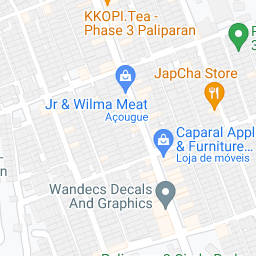 KKOPI.Tea -
Phase 3 Paliparan
JapCha Store
Jr & Wilma Meat
Açougue
Caparal Appl
& Furniture...
Loja de móveis
Wandecs Decals
And Graphics